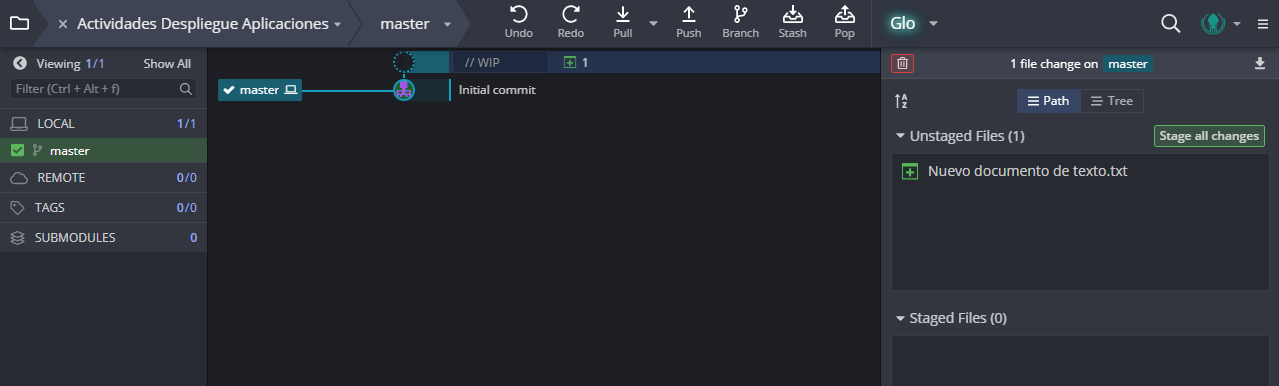 Actividades Despliegue Aplicaciones
master
Undo
Redo
Pull
Push
Branch
Stash
Pop
Glo
Viewing 1/1
Show All
Filter (Ctrl + Alt + f)
LOCAL 1/1
master
REMOTE 0/0
TAGS 0/0
SUBMODULES 0
// WIP
1
master
Initial commit
1 file change on master
A Z
Path
Tree
Unstaged Files (1)
Stage all changes
Nuevo documento de texto.txt
Staged Files (0)